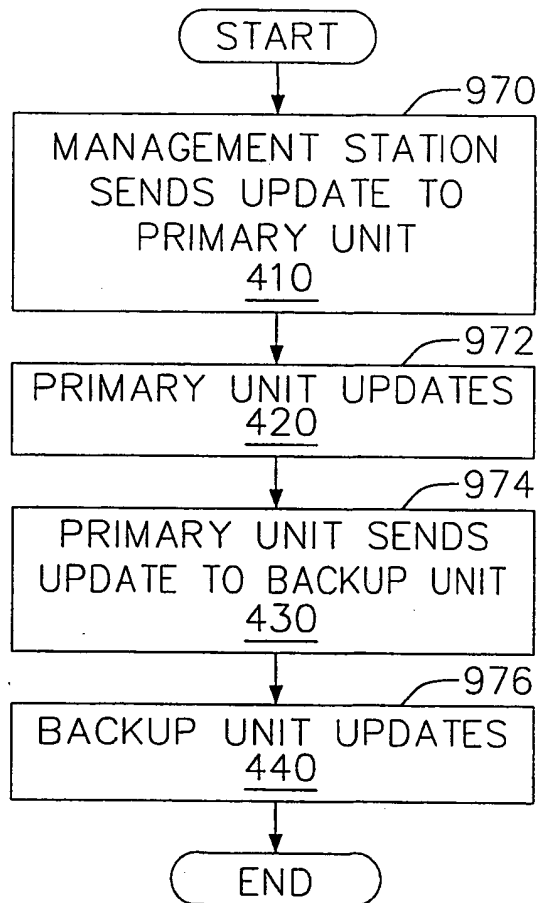 START
970
MANAGEMENT STATION
SENDS UPDATE TO
PRIMARY UNIT
410
972
PRIMARY UNIT UPDATES
420
974
PRIMARY UNIT SENDS
UPDATE TO BACKUP UNIT
430
976
BACKUP UNIT UPDATES
440
END